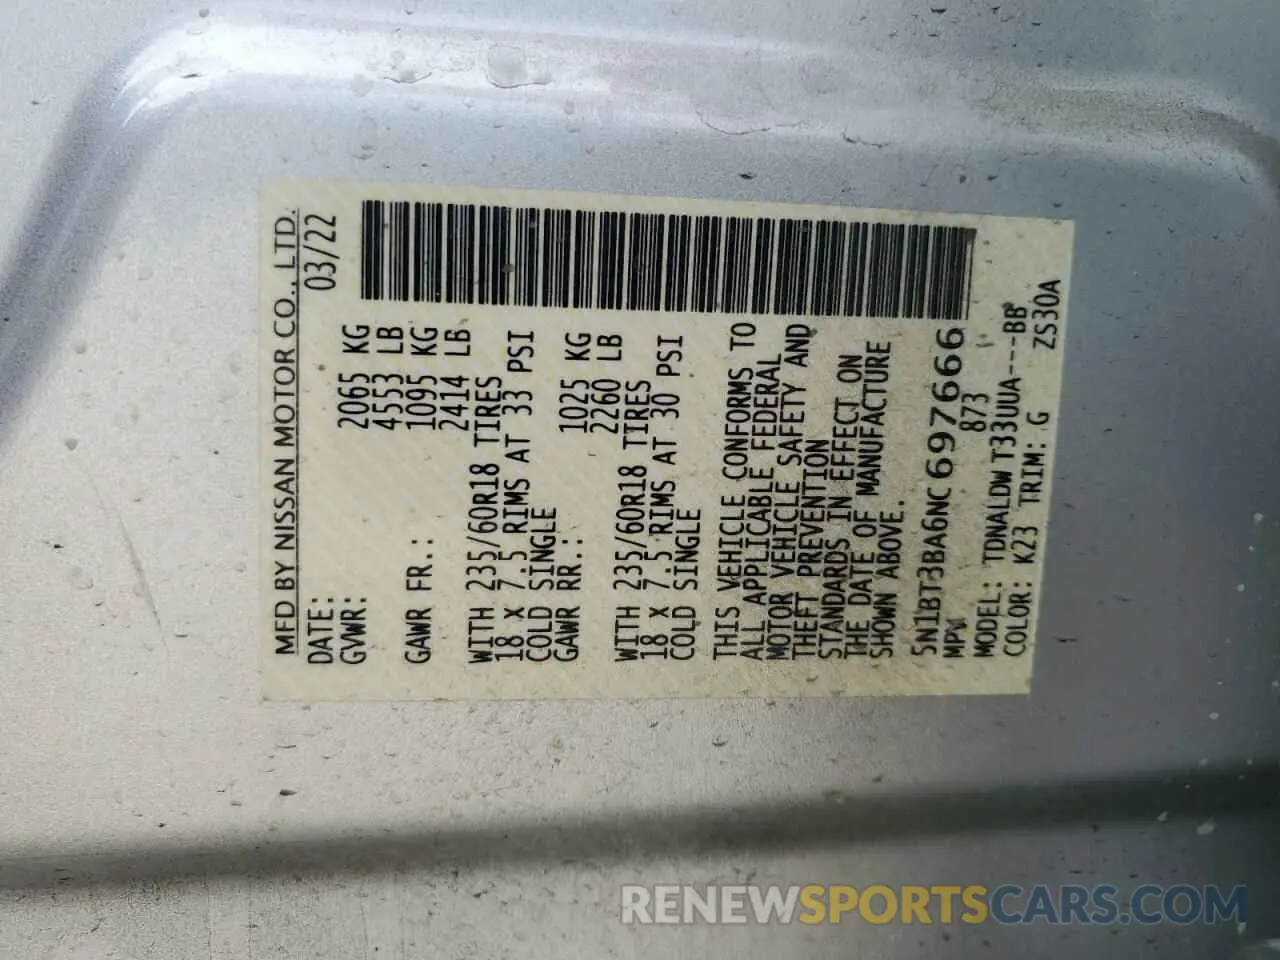 MFD BY NISSAN MOTOR CO., LTD.
DATE: 03/22
GVWR: 2065 KG
4553 LB
GAWR FR.: 1095 KG
2414 LB
WITH 235/60R18 TIRES
18 X 7.5 RIMS AT 33 PSI
COLD SINGLE
GAWR RR.: 1025 KG
2260 LB
WITH 235/60R18 TIRES
18 X 7.5 RIMS AT 30 PSI
COLD SINGLE
THIS VEHICLE CONFORMS TO
ALL APPLICABLE FEDERAL
MOTOR VEHICLE SAFETY AND
THEFT PREVENTION
STANDARDS IN EFFECT ON
THE DATE OF MANUFACTURE
SHOWN ABOVE.
5N1BT3BA6NC697666
MPV 873
MODEL: TDNALDWT33UUA---BB
COLOR: K23 TRIM: G ZS30A
RENEWSPORTSCARS.COM